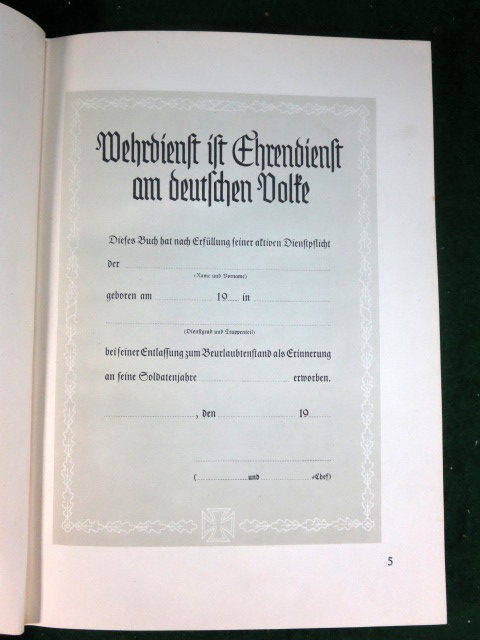 Wehrdienst ist Ehrendienst
am deutschen Volke
Dieses Buch hat nach Erfüllung seiner aktiven Dienstpflicht
der
(Name und Vorname)
geboren am 19 in
(Dienstgrad und Truppenteil)
bei seiner Entlassung zum Beurlaubtenstand als Erinnerung
an seine Soldatenjahre erworben.
, den 19
( und -Chef)
5